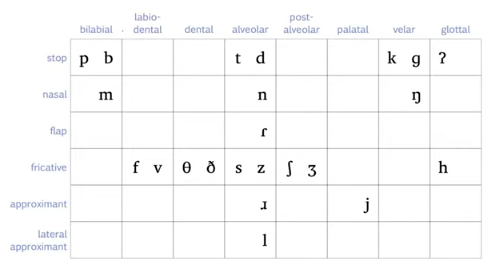 labio-
dental
post-
alveolar
bilabial dental alveolar palatal velar glottal
stop p b t d k ɡ ʔ
nasal m n ŋ
flap ɾ
fricative f v θ ð s z ʃ ʒ h
approximant ɹ j
lateral
approximant l